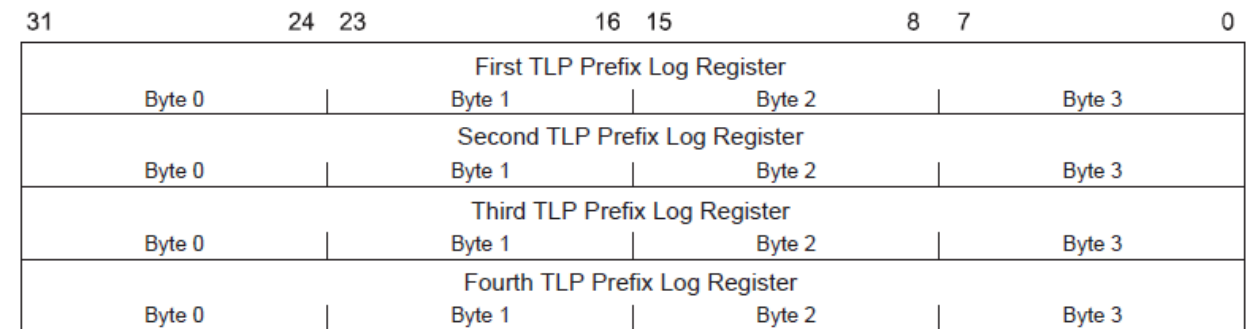 31 24 23 16 15 8 7 0
First TLP Prefix Log Register
Byte 0 Byte 1 Byte 2 Byte 3
Second TLP Prefix Log Register
Byte 0 Byte 1 Byte 2 Byte 3
Third TLP Prefix Log Register
Byte 0 Byte 1 Byte 2 Byte 3
Fourth TLP Prefix Log Register
Byte 0 Byte 1 Byte 2 Byte 3